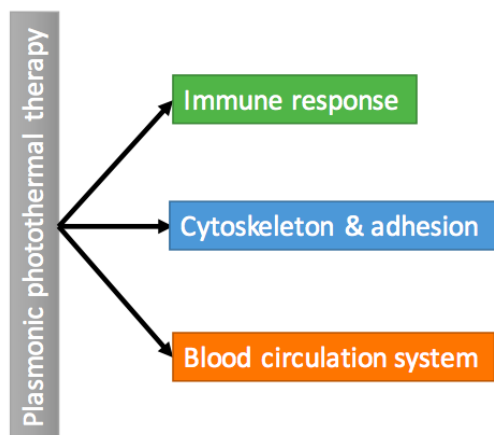 Plasmonic photothermal therapy
Immune response
Cytoskeleton & adhesion
Blood circulation system